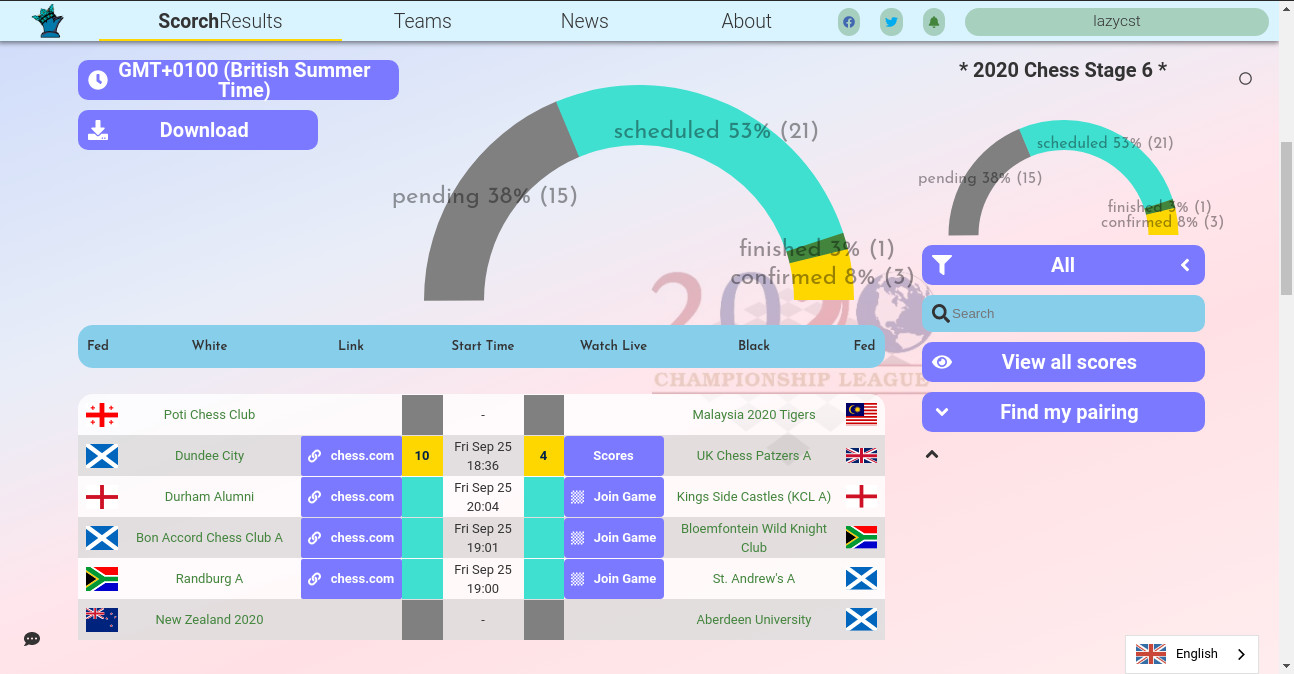 ScorchResults Teams News About lazycst
GMT+0100 (British Summer
Time)
Download
scheduled 53% (21)
pending 38% (15)
finished 3% (1)
confirmed 8% (3)
* 2020 Chess Stage 6 *
scheduled 53% (21)
pending 38% (15)
finished 3% (1)
confirmed 8% (3)
All
Search
View all scores
Find my pairing
2020
CHAMPIONSHIP LEAGUE
Fed White Link Start Time Watch Live Black Fed
Poti Chess Club - Malaysia 2020 Tigers
Dundee City chess.com 10 Fri Sep 25 4 Scores UK Chess Patzers A
18:36
Durham Alumni chess.com Fri Sep 25 Join Game Kings Side Castles (KCL A)
20:04
Bon Accord Chess Club A chess.com Fri Sep 25 Join Game Bloemfontein Wild Knight
19:01 Club
Randburg A chess.com Fri Sep 25 Join Game St. Andrew's A
19:00
New Zealand 2020 - Aberdeen University
English